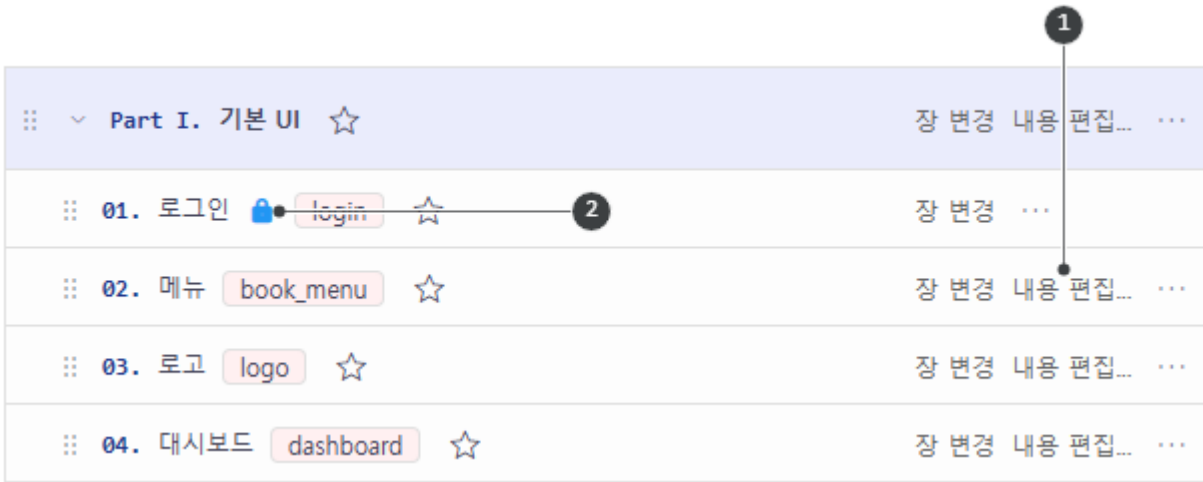 1
Part I. 기본 UI 장 변경 내용 편집... ···
01. 로그인 login 2 장 변경 ···
02. 메뉴 book_menu 장 변경 내용 편집... ···
03. 로고 logo 장 변경 내용 편집... ···
04. 대시보드 dashboard 장 변경 내용 편집... ···